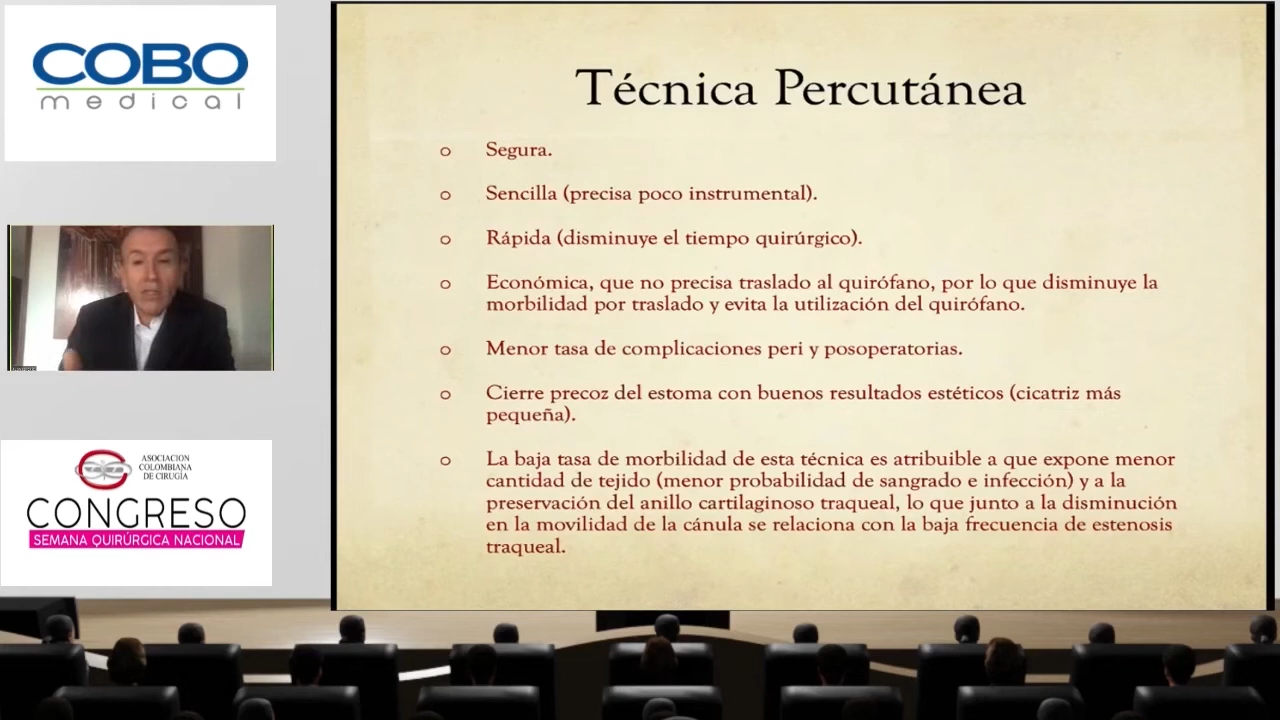 COBO
medical
ASOCIACION
COLOMBIANA
DE CIRUGÍA
CONGRESO
SEMANA QUIRÚRGICA NACIONAL
Técnica Percutánea
o Segura.
o Sencilla (precisa poco instrumental).
o Rápida (disminuye el tiempo quirúrgico).
o Económica, que no precisa traslado al quirófano, por lo que disminuye la
morbilidad por traslado y evita la utilización del quirófano.
o Menor tasa de complicaciones peri y posoperatorias.
o Cierre precoz del estoma con buenos resultados estéticos (cicatriz más
pequeña).
o La baja tasa de morbilidad de esta técnica es atribuible a que expone menor
cantidad de tejido (menor probabilidad de sangrado e infección) y a la
preservación del anillo cartilaginoso traqueal, lo que junto a la disminución
en la movilidad de la cánula se relaciona con la baja frecuencia de estenosis
traqueal.